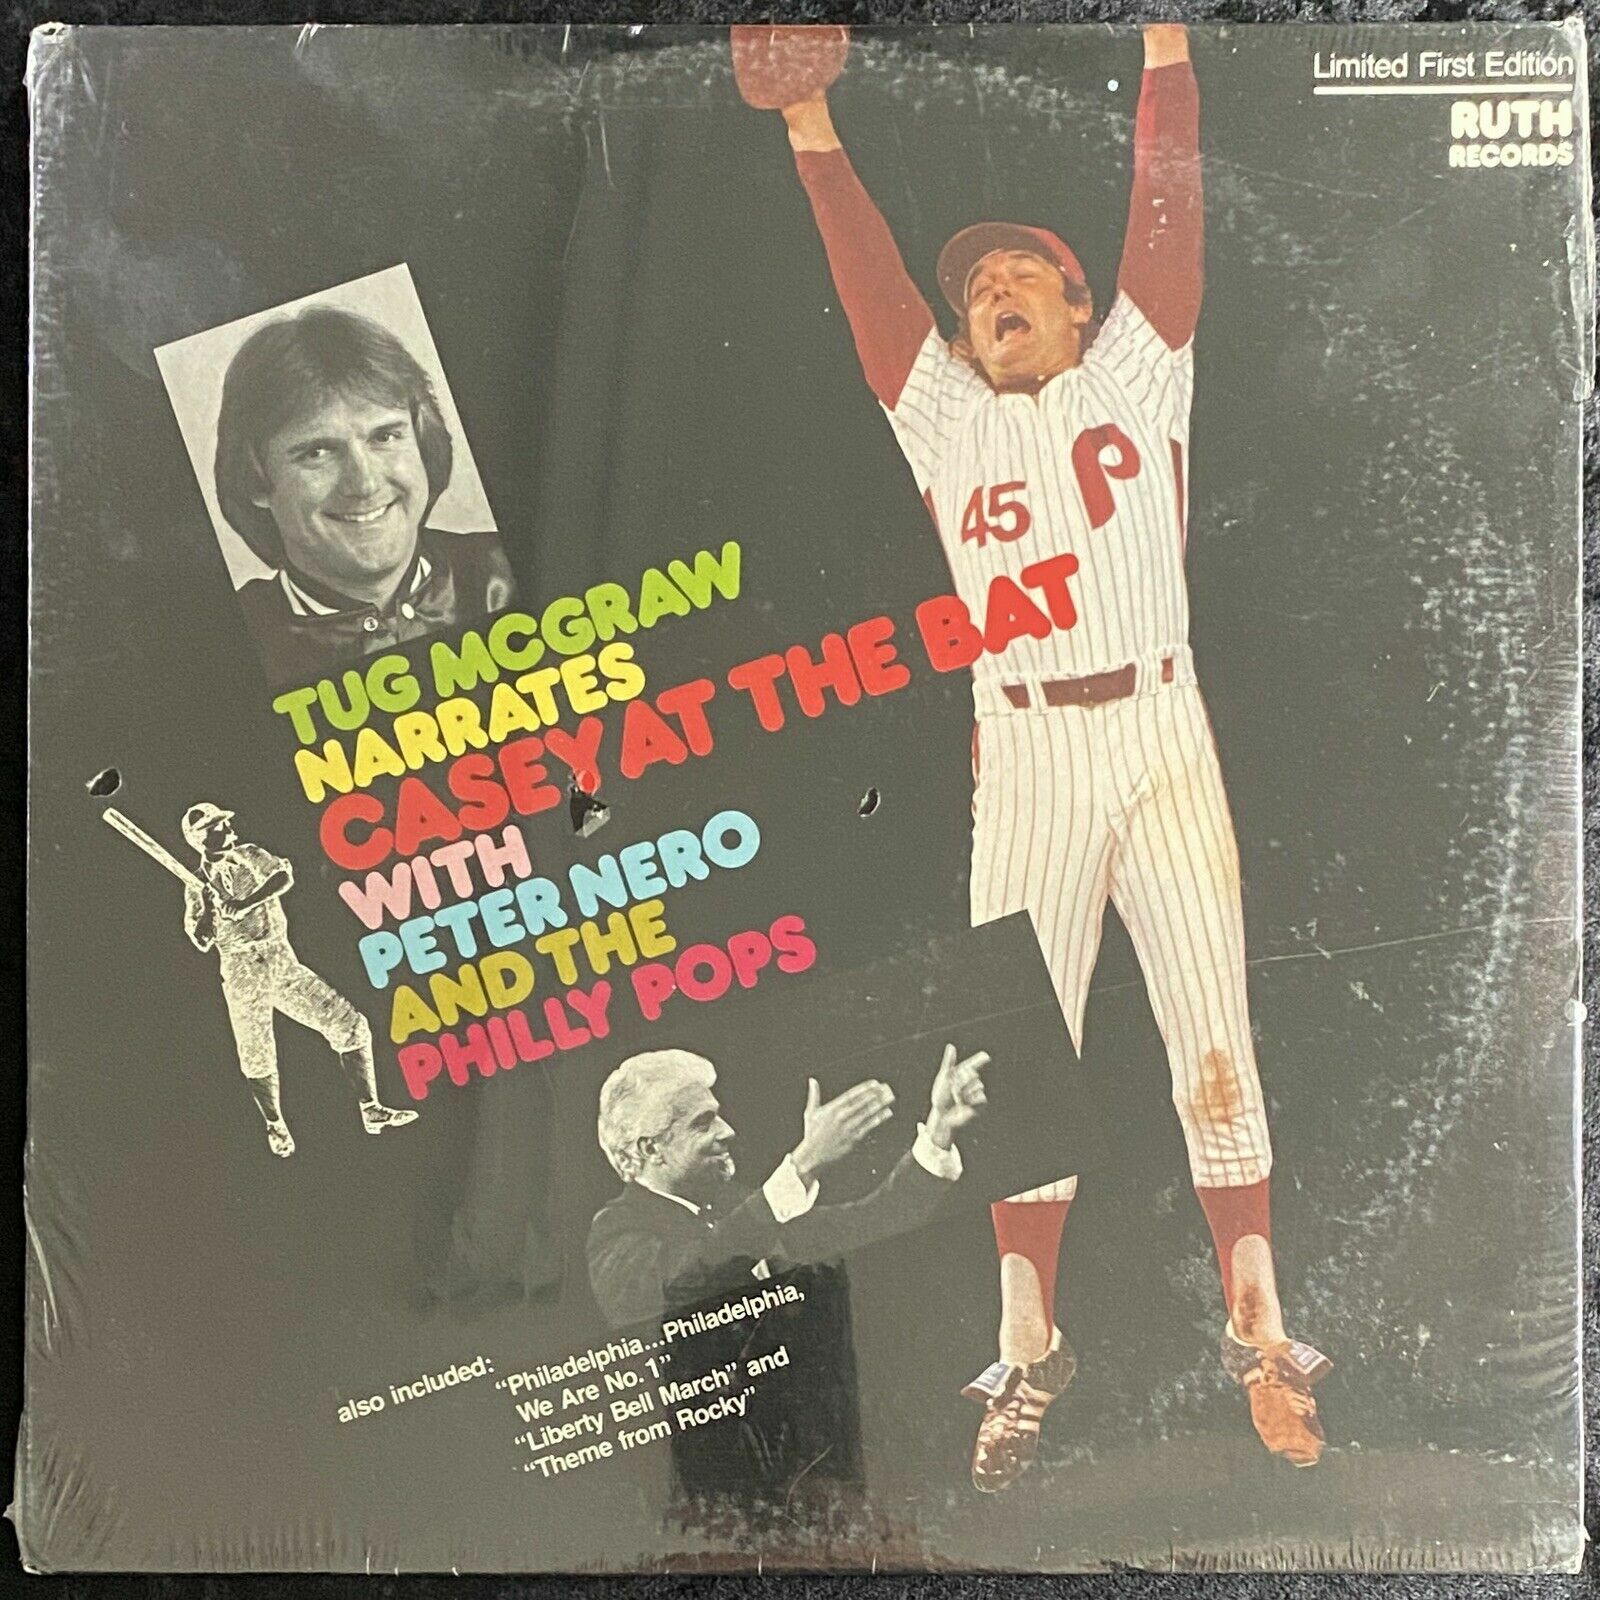 Limited First Edition
RUTH
RECORDS
P
45
TUG MCGRAW
NARRATES
CASEY AT THE BAT
WITH
PETER NERO
AND THE
PHILLY POPS
also included: "Philadelphia...Philadelphia,
We Are No. 1"
"Liberty Bell March" and
"Theme from Rocky"